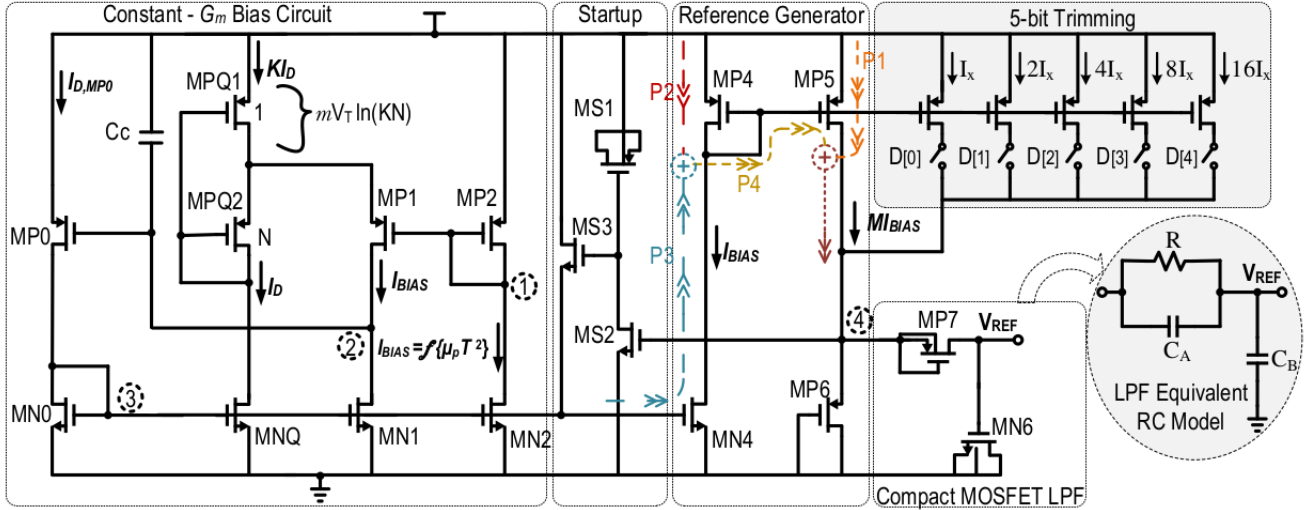 Constant - Gm Bias Circuit
Startup
Reference Generator
5-bit Trimming
ID,MP0
KID
MPQ1
1
mVT ln(KN)
Cc
MPQ2
N
MP0
ID
MP1
MP2
IBIAS
1
2
IBIAS=f{μpT²}
3
MN0
MNQ
MN1
MN2
MS1
MS3
MS2
P2
MP4
MP5
P1
P4
P3
IBIAS
MIBIAS
4
MP6
MN4
Ix
2Ix
4Ix
8Ix
16Ix
D[0]
D[1]
D[2]
D[3]
D[4]
MP7
VREF
MN6
Compact MOSFET LPF
R
VREF
CA
CB
LPF Equivalent
RC Model